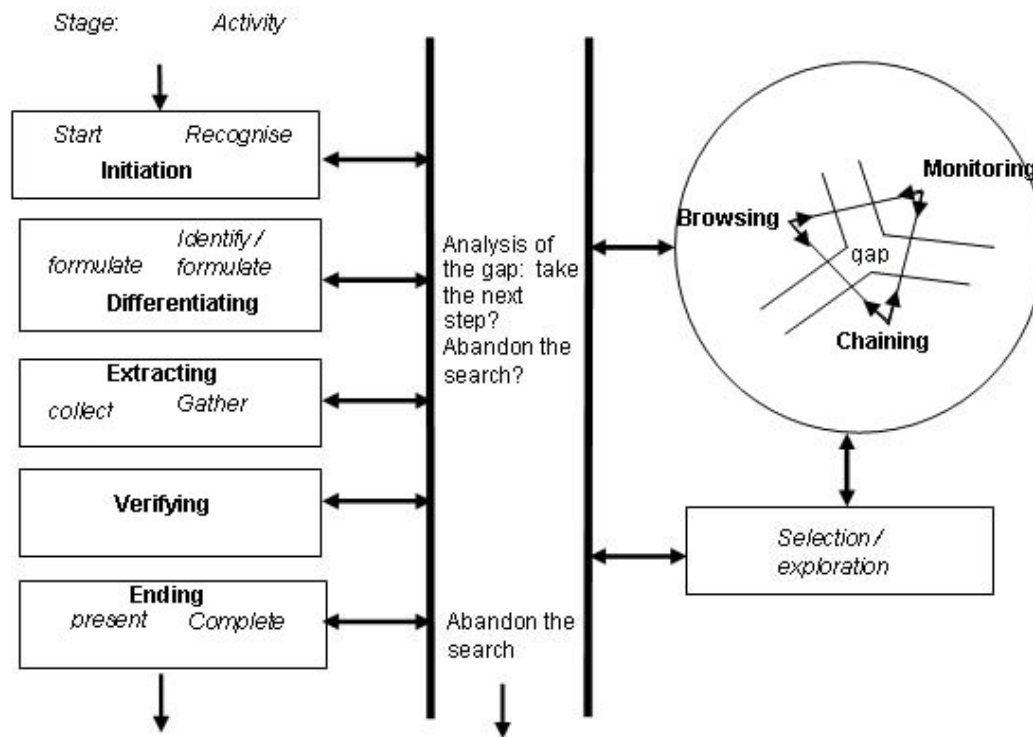 Stage: Activity
Start Recognise
Initiation
Identify /
formulate formulate
Differentiating
Extracting
collect Gather
Verifying
Ending
present Complete
Analysis of
the gap: take
the next
step?
Abandon the
search?
Abandon the
search
Monitoring
Browsing
gap
Chaining
Selection /
exploration